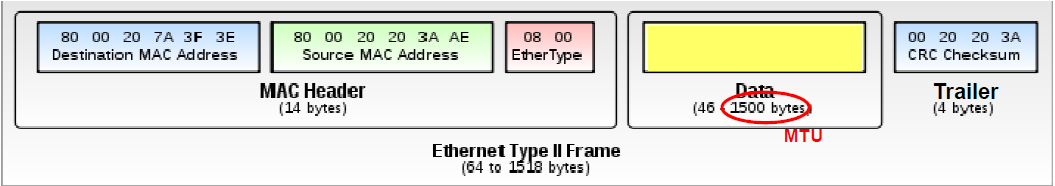 80 00 20 7A 3F 3E
Destination MAC Address
80 00 20 20 3A AE
Source MAC Address
08 00
EtherType
MAC Header
(14 bytes)
Data
(46 - 1500 bytes)
MTU
00 20 20 3A
CRC Checksum
Trailer
(4 bytes)
Ethernet Type II Frame
(64 to 1518 bytes)